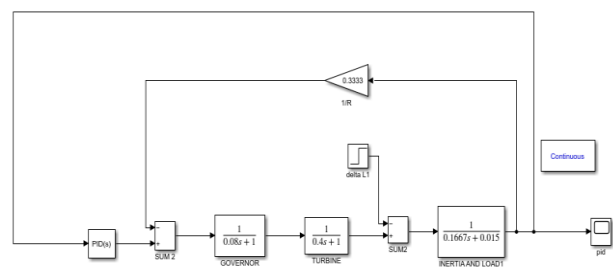 0.3333
1/R
Continuous
delta L1
−
+
−
+
PID(s)
SUM 2
1
0.08s + 1
GOVERNOR
1
0.4s + 1
TURBINE
SUM2
1
0.1667s + 0.015
INERTIA AND LOAD1
pid